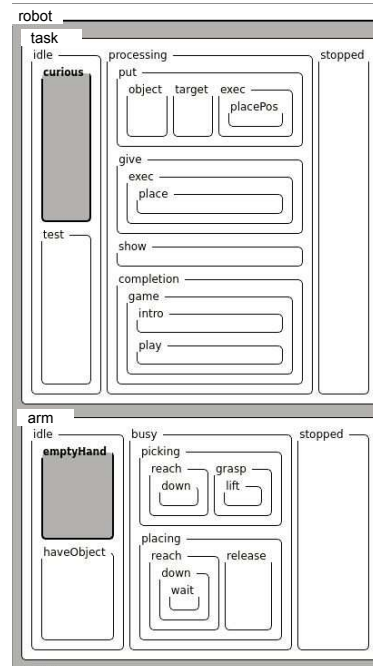 robot
task
idle processing stopped
curious put
object target exec
placePos
give
exec
place
test
show
completion
game
intro
play
arm
idle busy stopped
emptyHand picking
reach grasp
down lift
placing
haveObject reach release
down
wait